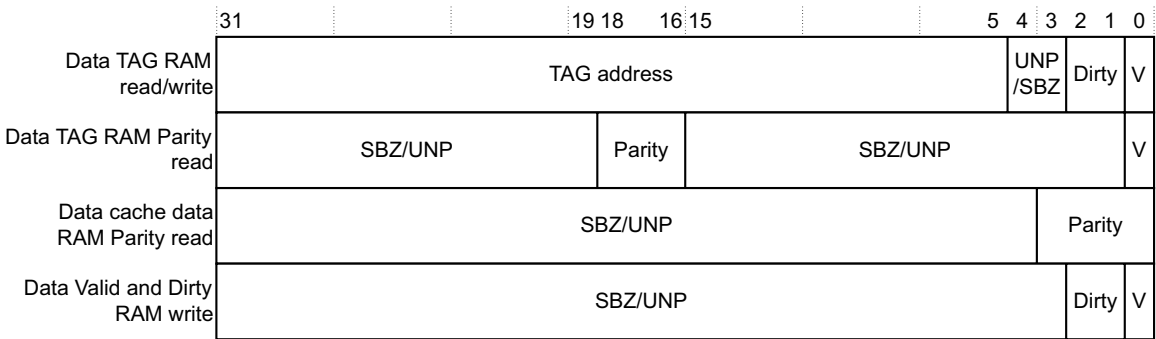 31 19 18 16 15 5 4 3 2 1 0
Data TAG RAM
read/write
TAG address
UNP
/SBZ
Dirty
V
Data TAG RAM Parity
read
SBZ/UNP
Parity
SBZ/UNP
V
Data cache data
RAM Parity read
SBZ/UNP
Parity
Data Valid and Dirty
RAM write
SBZ/UNP
Dirty
V